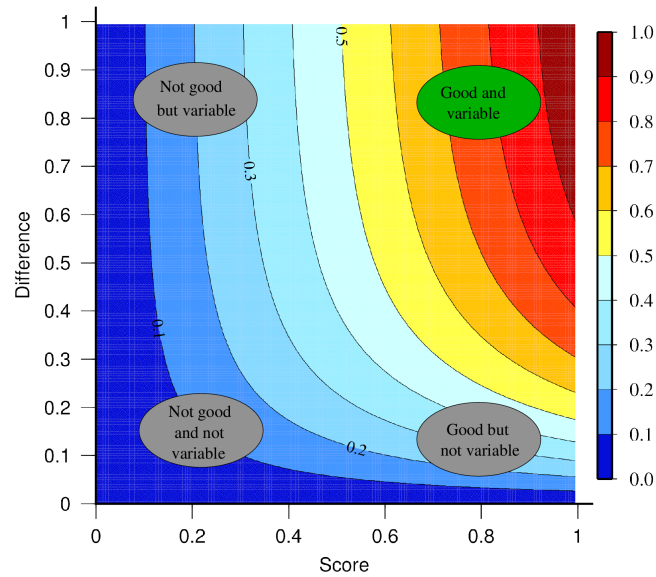 1
0.9
0.8
0.7
0.6
0.5
0.4
0.3
0.2
0.1
0
Difference
0
0.2
0.4
0.6
0.8
1
Score
Not good
but variable
Good and
variable
Not good
and not
variable
Good but
not variable
0.5
0.3
0.1
0.2
1.0
0.9
0.8
0.7
0.6
0.5
0.4
0.3
0.2
0.1
0.0